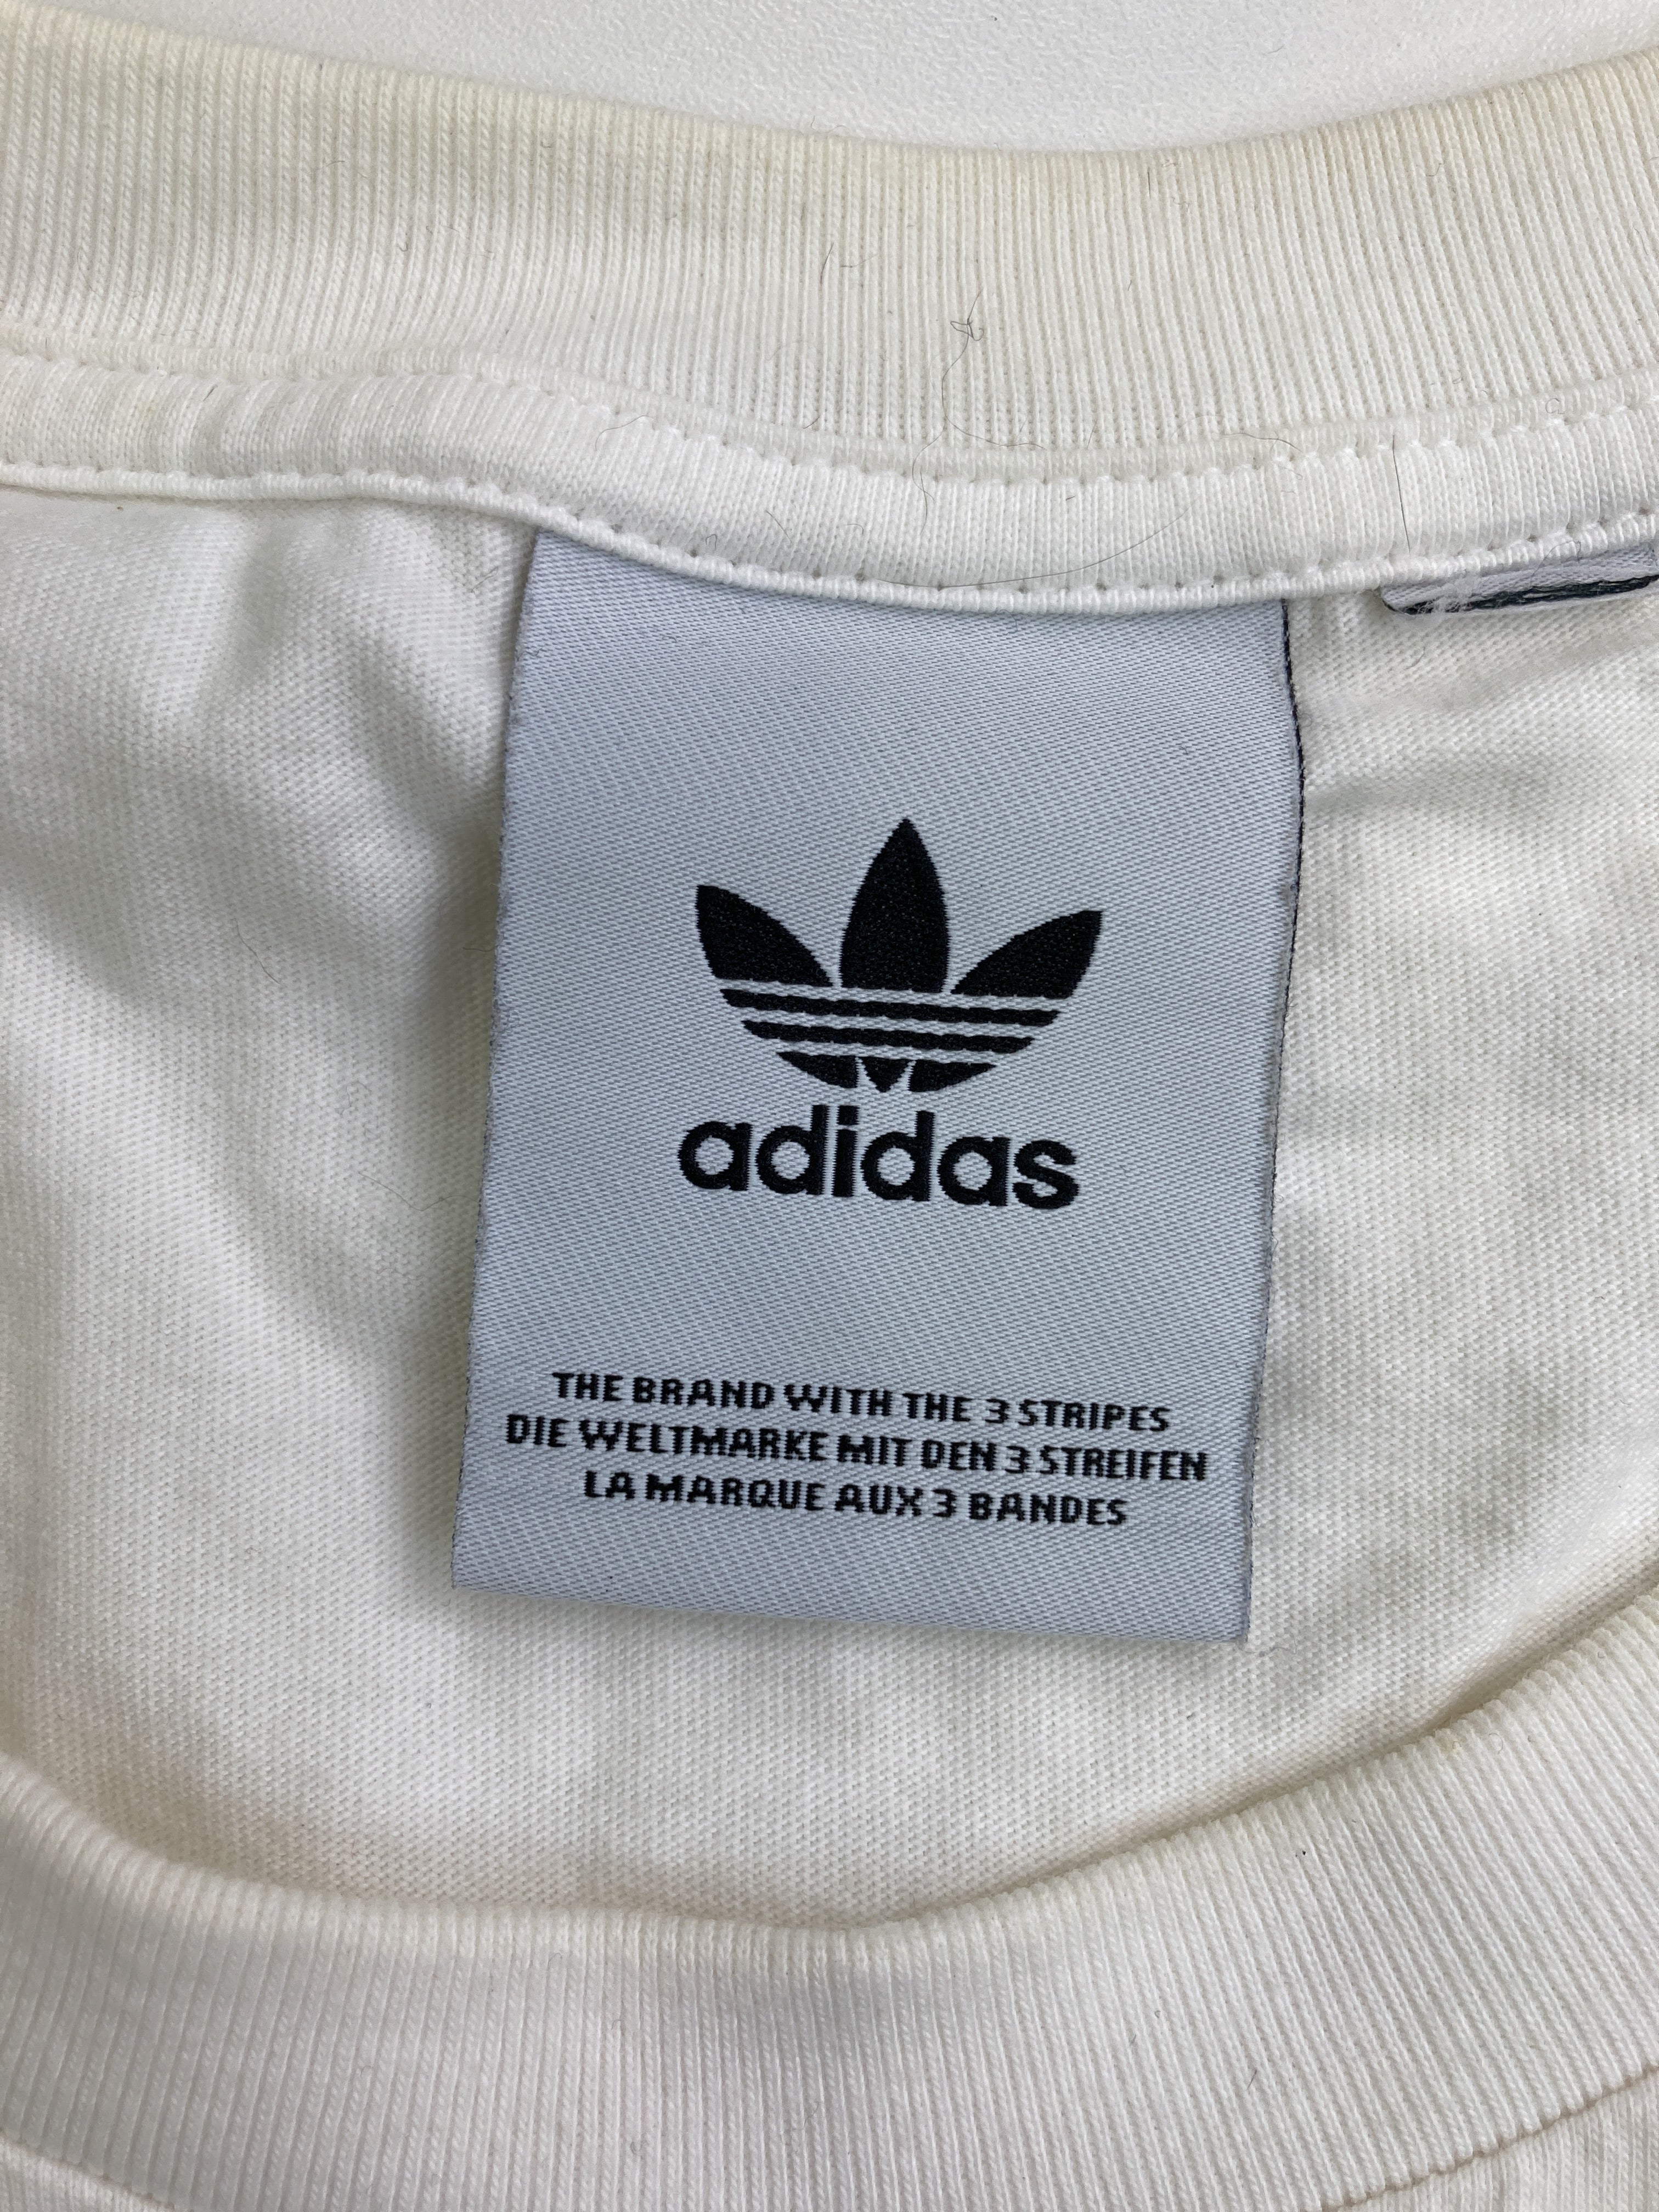 adidas
THE BRAND WITH THE 3 STRIPES
DIE WELTMARKE MIT DEN 3 STREIFEN
LA MARQUE AUX 3 BANDES